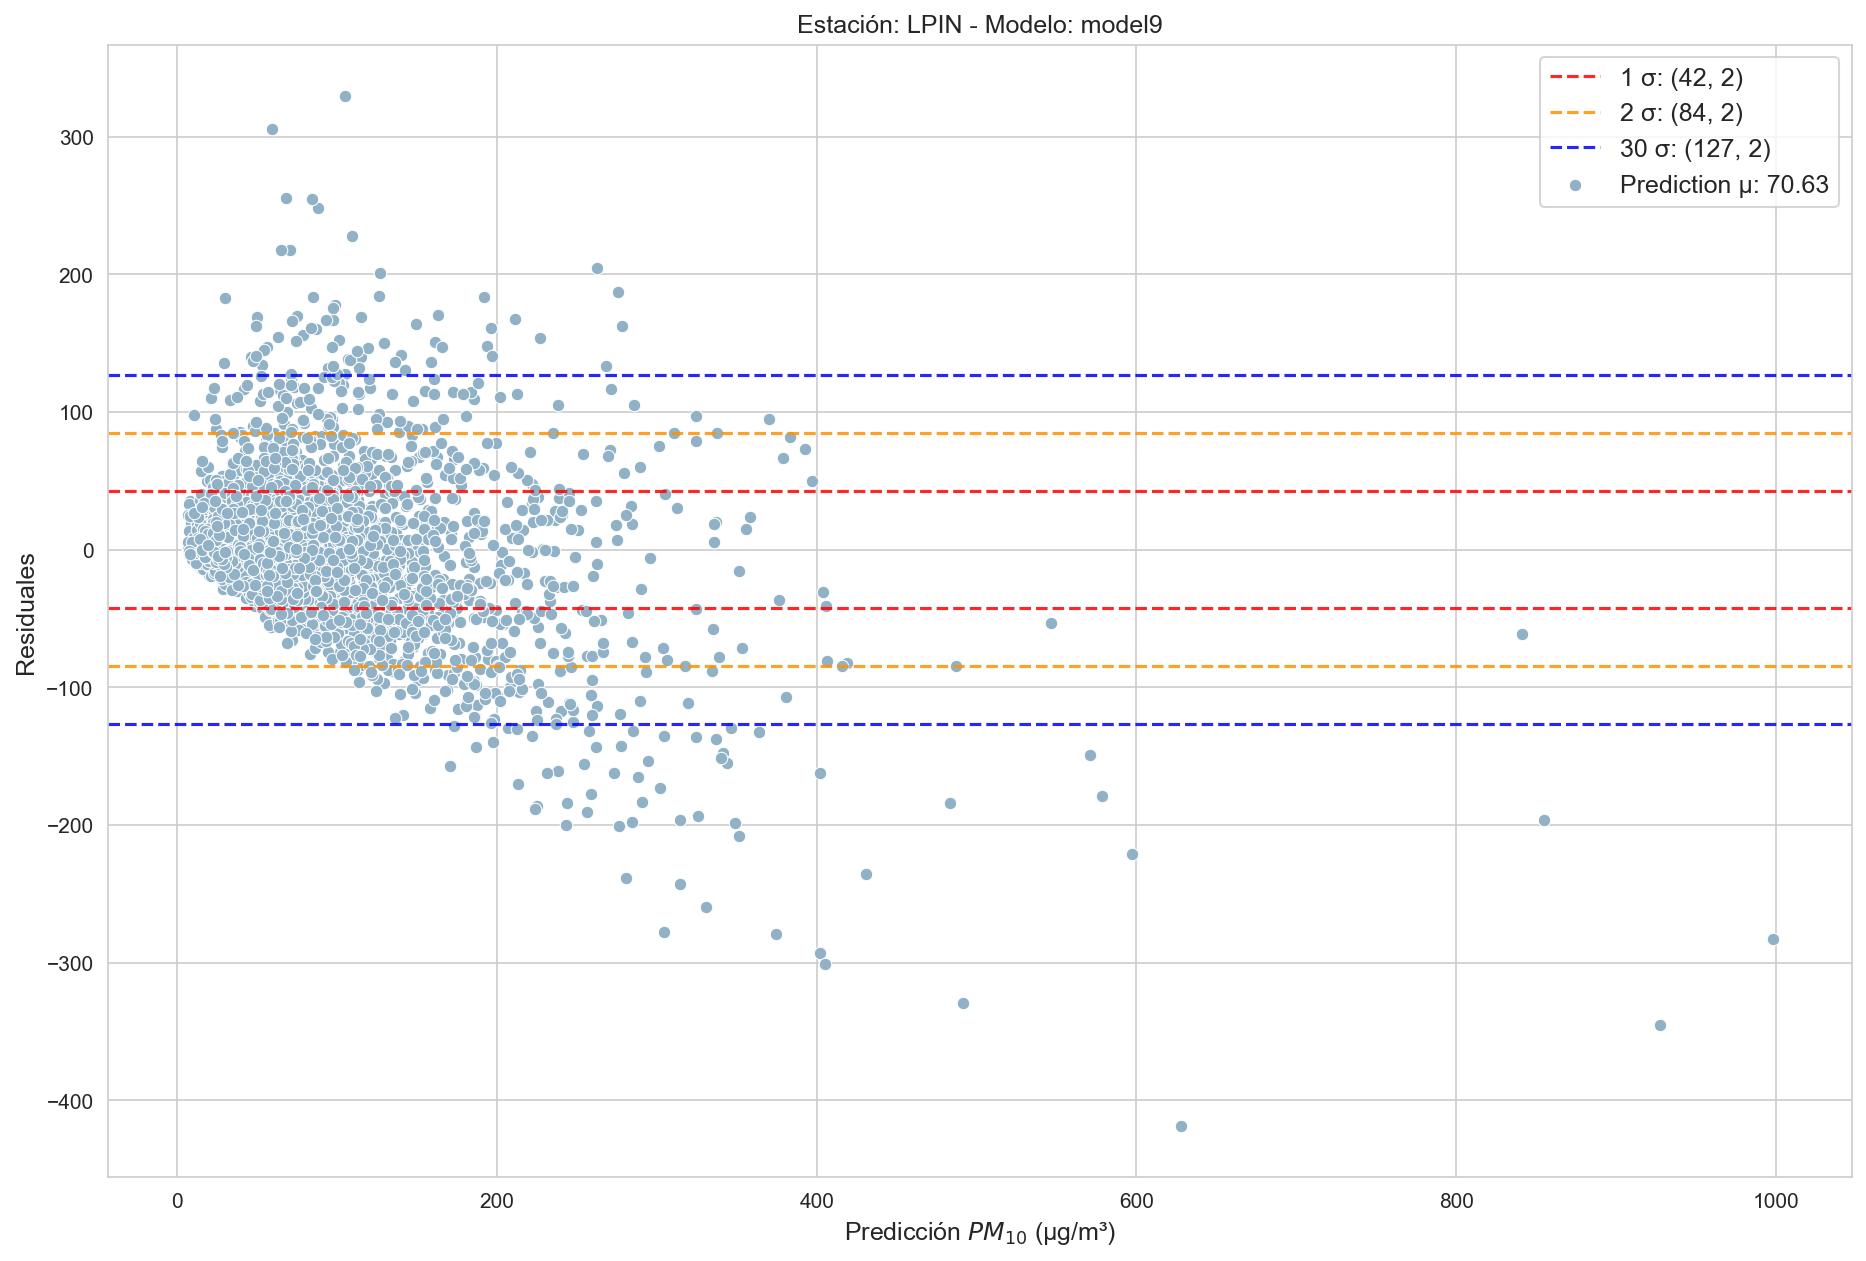 Estación: LPIN - Modelo: model9
1 σ: (42, 2)
2 σ: (84, 2)
30 σ: (127, 2)
Prediction µ: 70.63
Residuales
300
200
100
0
−100
−200
−300
−400
0 200 400 600 800 1000
Predicción PM₁₀ (µg/m³)